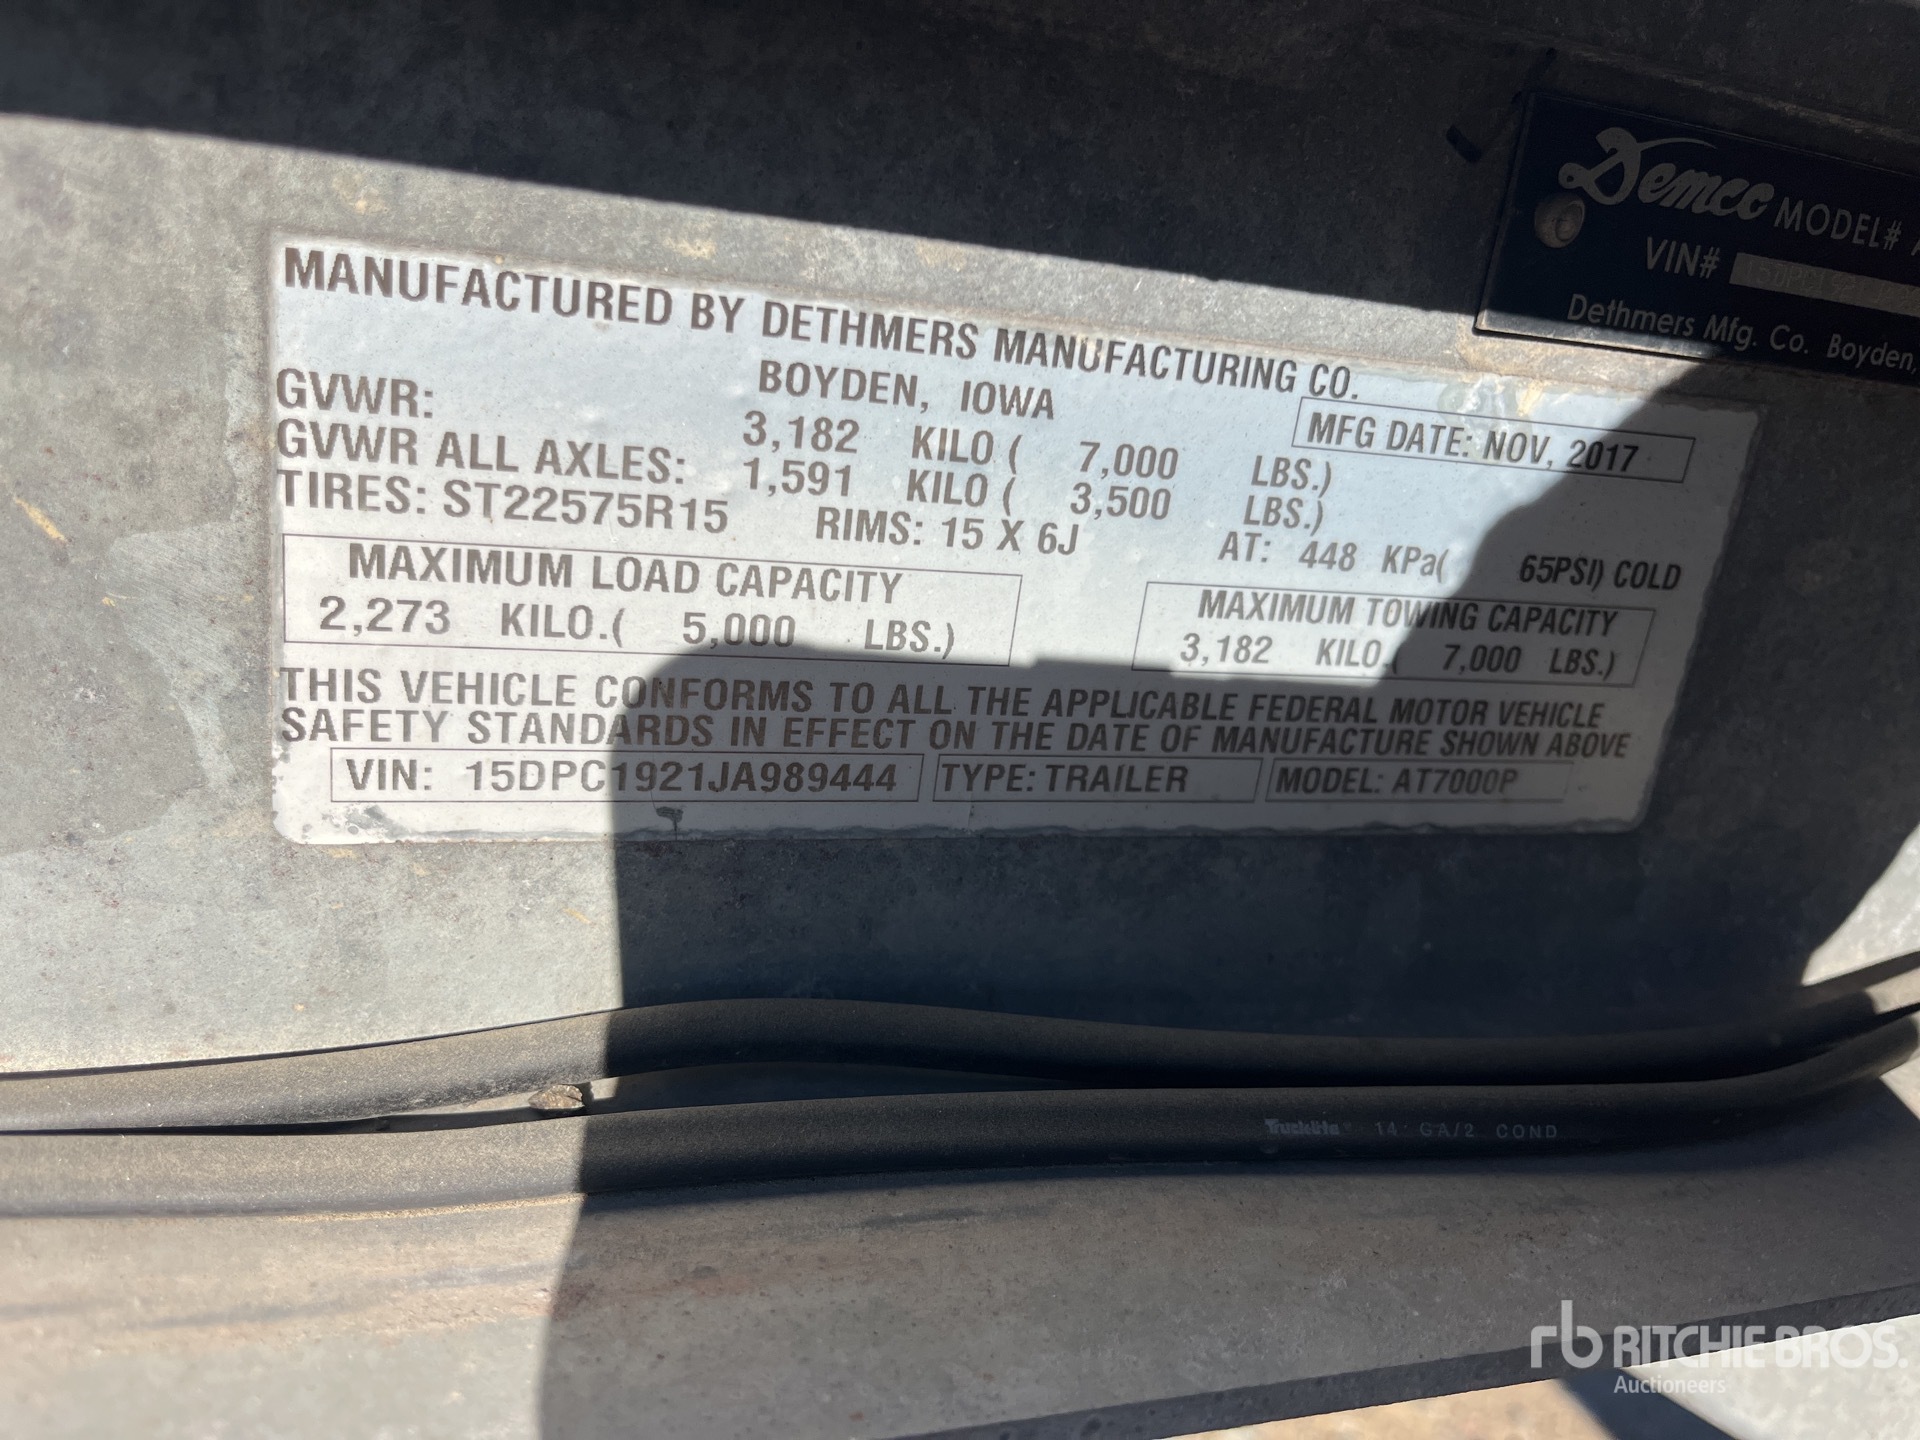 Demco MODEL# A
VIN#
Dethmers Mfg. Co. Boyden,
MANUFACTURED BY DETHMERS MANUFACTURING CO.
BOYDEN, IOWA
MFG DATE: NOV, 2017
GVWR: 3,182 KILO ( 7,000 LBS.)
GVWR ALL AXLES: 1,591 KILO ( 3,500 LBS.)
TIRES: ST22575R15 RIMS: 15 X 6J AT: 448 KPa( 65PSI) COLD
MAXIMUM LOAD CAPACITY
2,273 KILO.( 5,000 LBS.)
MAXIMUM TOWING CAPACITY
3,182 KILO.( 7,000 LBS.)
THIS VEHICLE CONFORMS TO ALL THE APPLICABLE FEDERAL MOTOR VEHICLE
SAFETY STANDARDS IN EFFECT ON THE DATE OF MANUFACTURE SHOWN ABOVE
VIN: 15DPC1921JA989444 TYPE: TRAILER MODEL: AT7000P
Trucklite 14 GA/2 COND
rb RITCHIE BROS.
Auctioneers